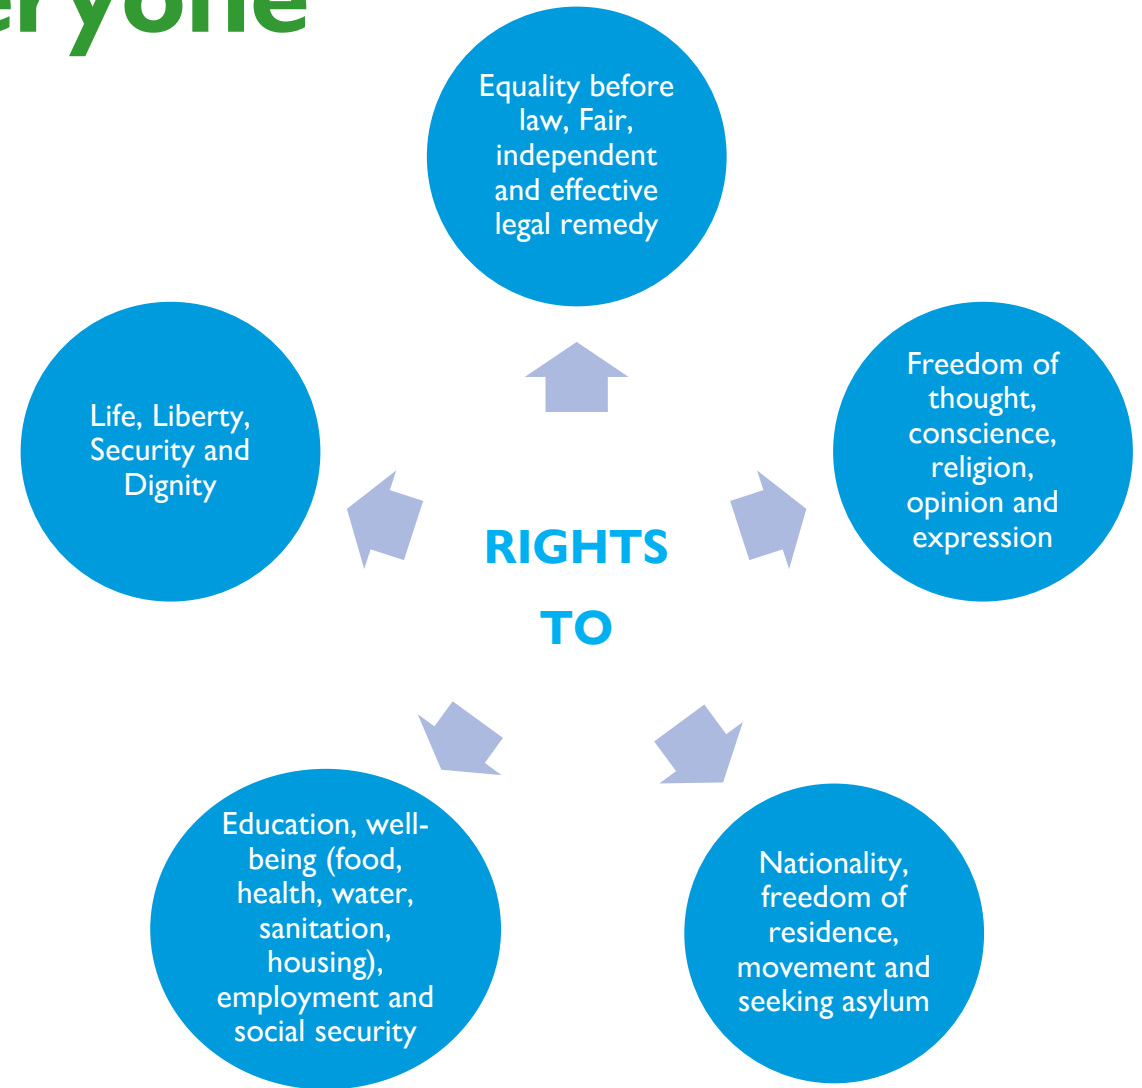 eryone
Equality before
law, Fair,
independent
and effective
legal remedy
Freedom of
thought,
conscience,
religion,
opinion and
expression
Life, Liberty,
Security and
Dignity
RIGHTS
TO
Education, well-
being (food,
health, water,
sanitation,
housing),
employment and
social security
Nationality,
freedom of
residence,
movement and
seeking asylum